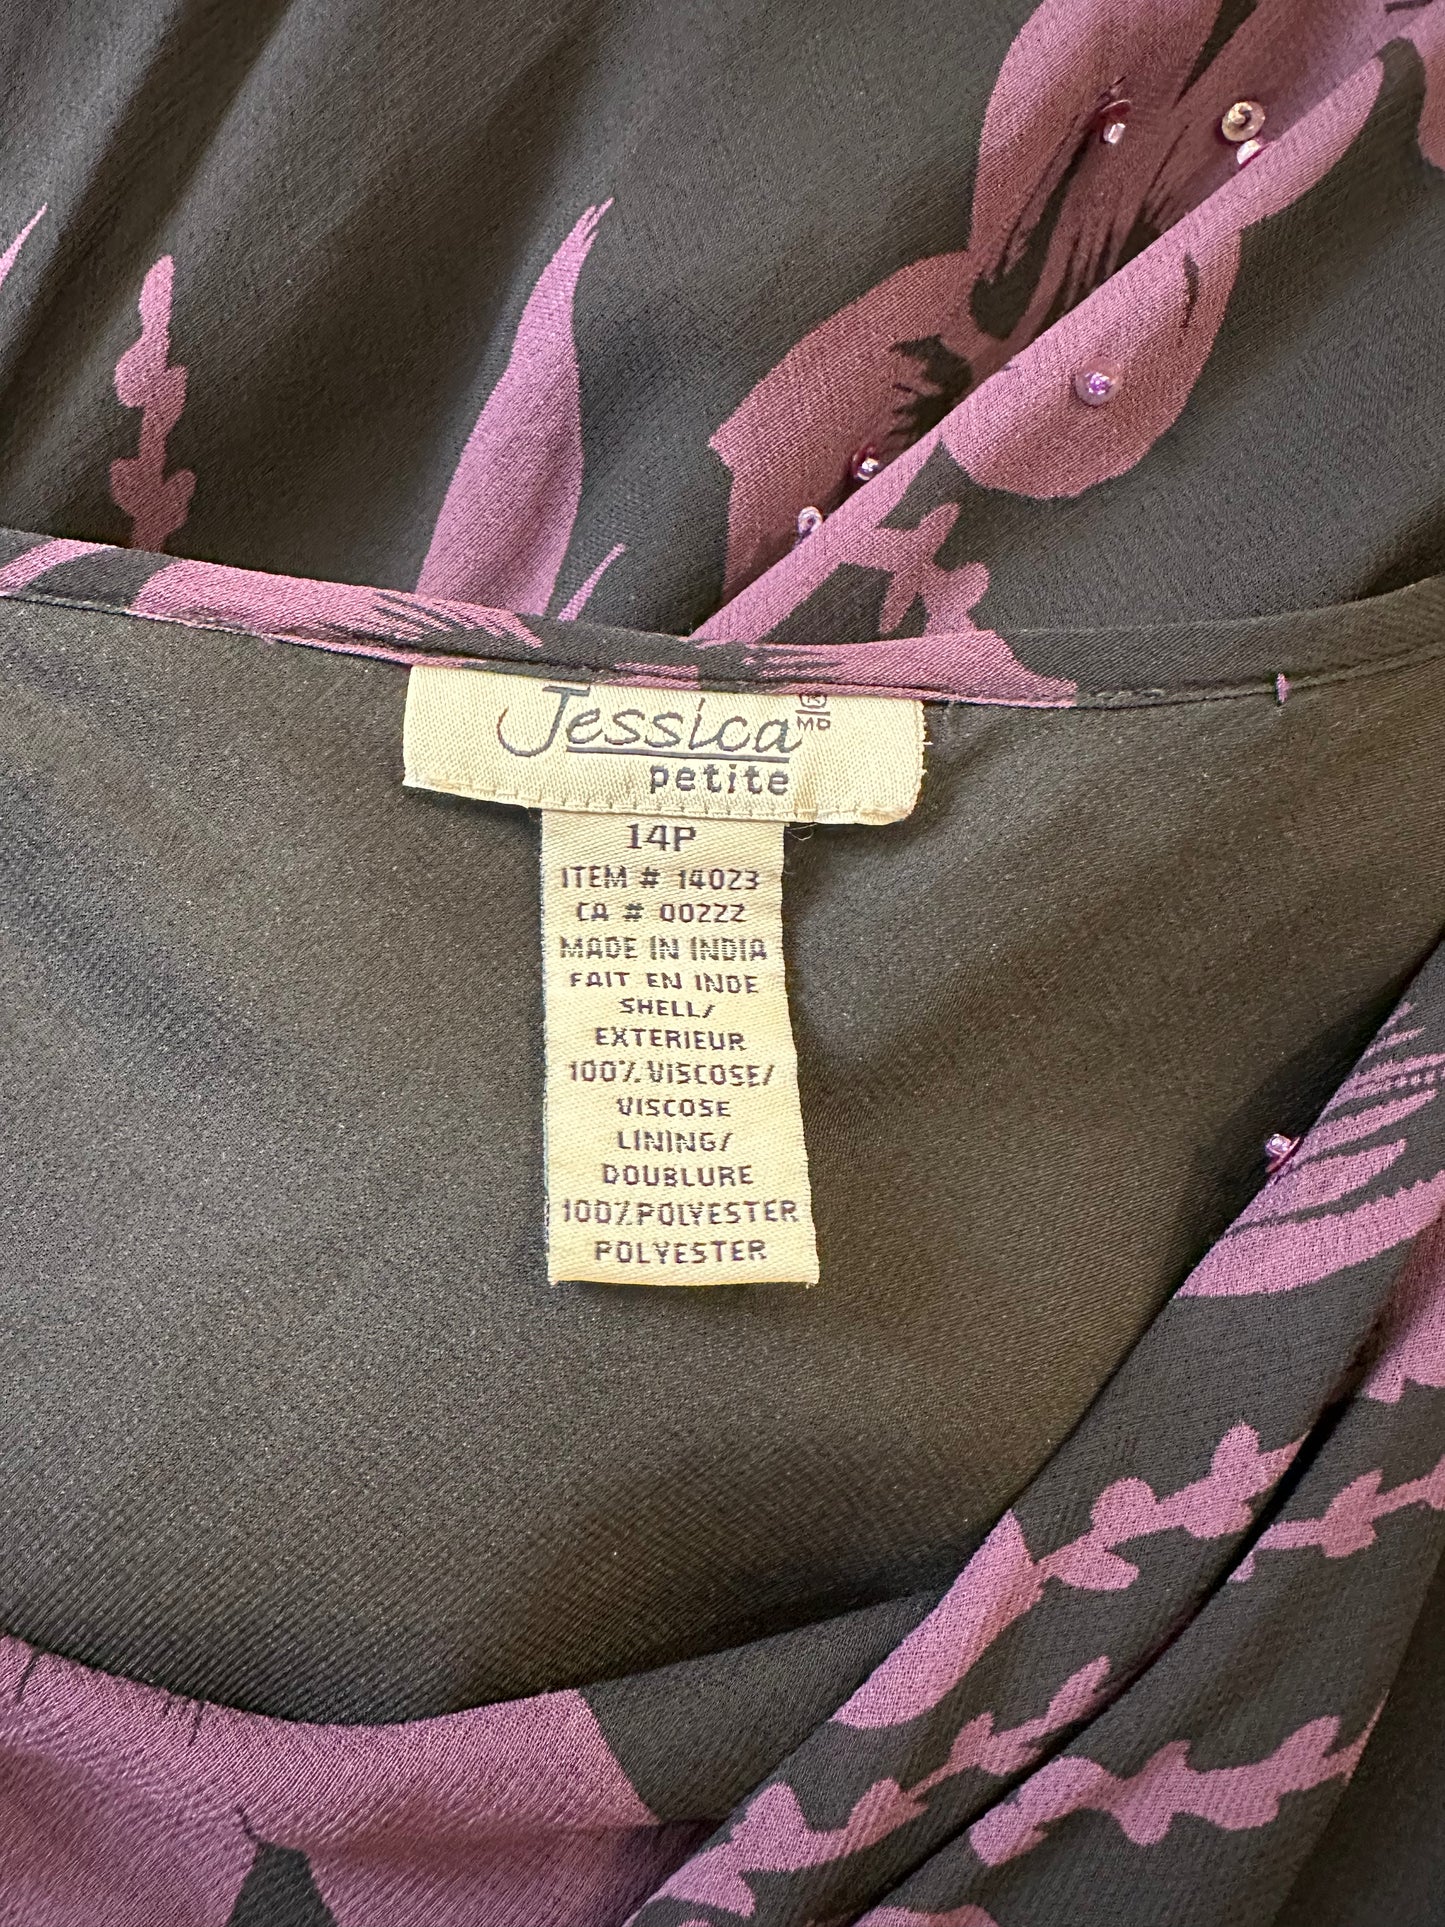 Jessica MD
petite
14P
ITEM # 14023
CA # 00222
MADE IN INDIA
FAIT EN INDE
SHELL/
EXTERIEUR
100% VISCOSE/
VISCOSE
LINING/
DOUBLURE
100% POLYESTER
POLYESTER